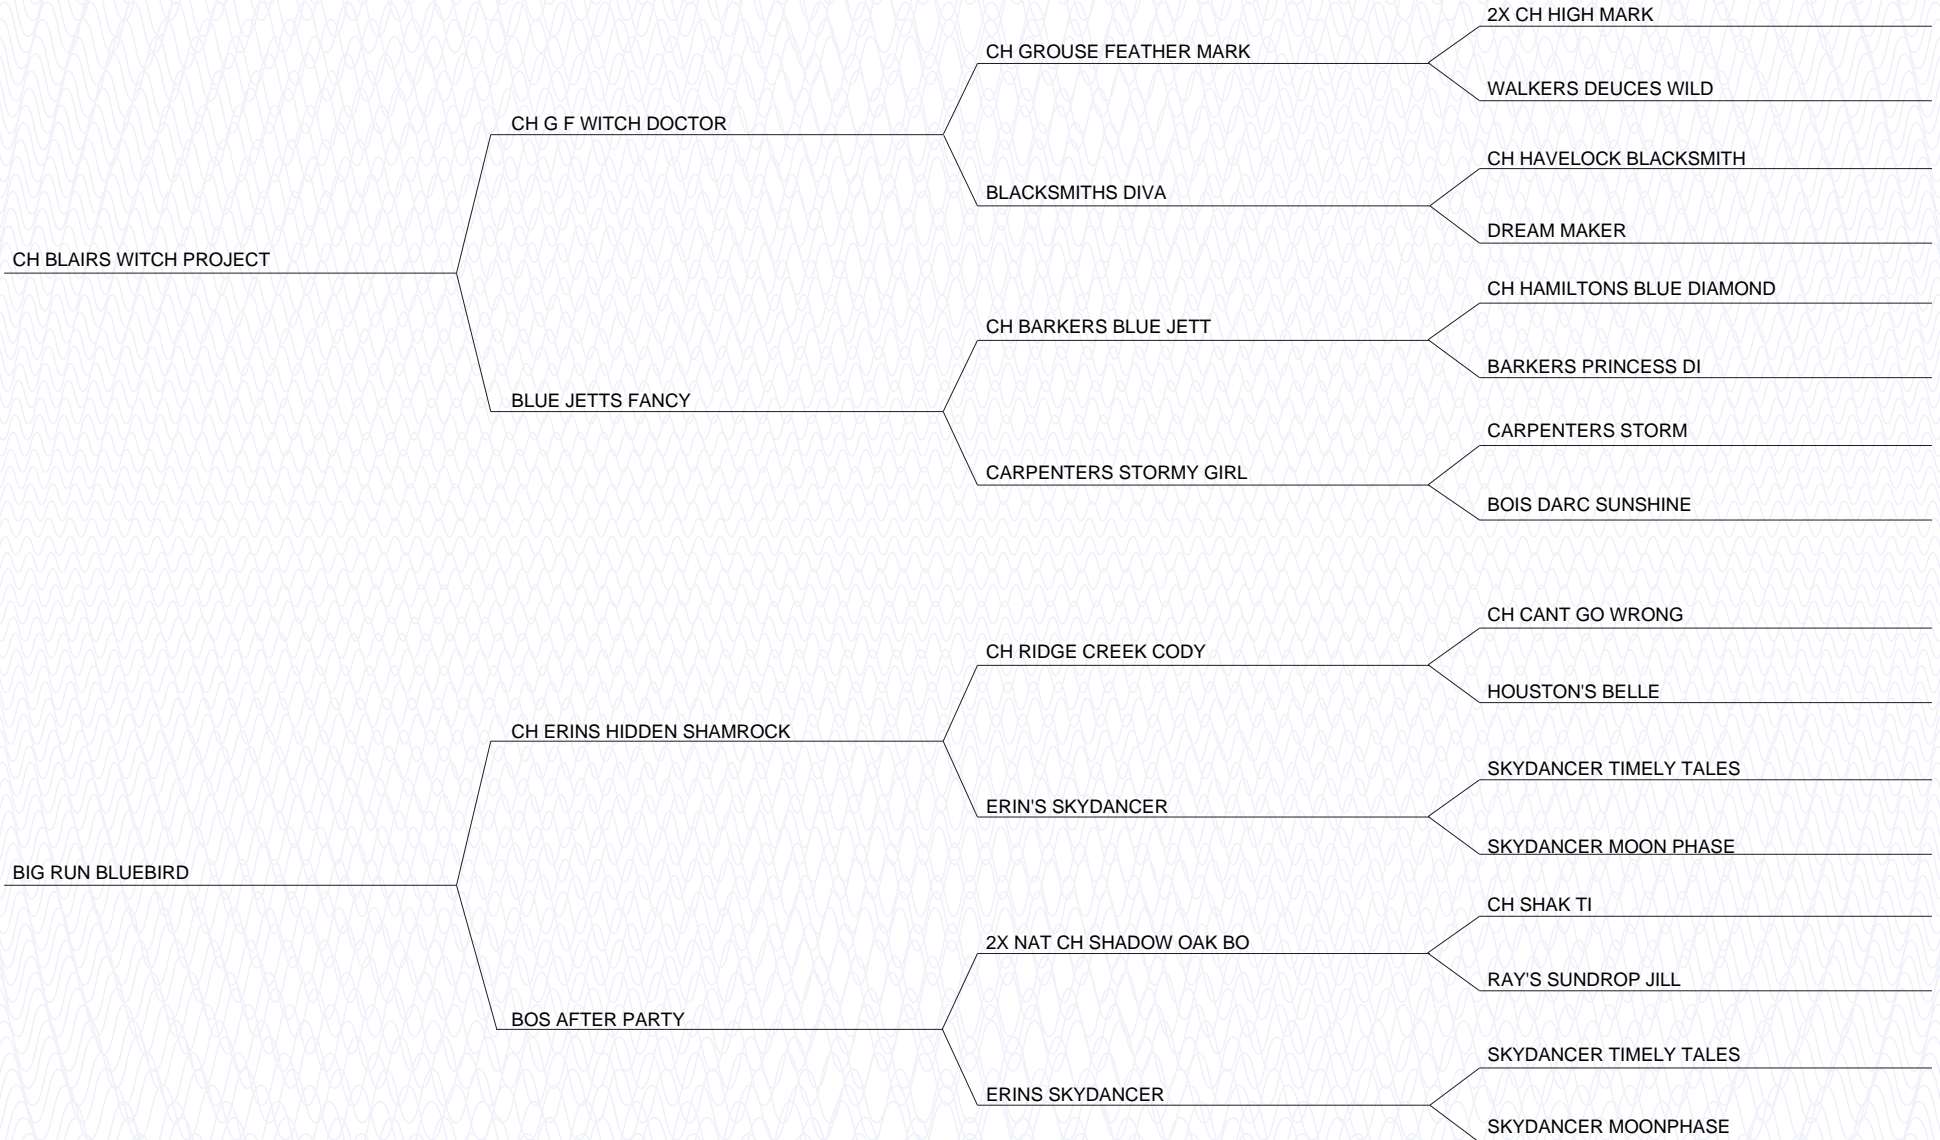 2X CH HIGH MARK
CH GROUSE FEATHER MARK
WALKERS DEUCES WILD
CH G F WITCH DOCTOR
CH HAVELOCK BLACKSMITH
BLACKSMITHS DIVA
DREAM MAKER
CH BLAIRS WITCH PROJECT
CH HAMILTONS BLUE DIAMOND
CH BARKERS BLUE JETT
BARKERS PRINCESS DI
BLUE JETTS FANCY
CARPENTERS STORM
CARPENTERS STORMY GIRL
BOIS DARC SUNSHINE
CH CANT GO WRONG
CH RIDGE CREEK CODY
HOUSTON'S BELLE
CH ERINS HIDDEN SHAMROCK
SKYDANCER TIMELY TALES
ERIN'S SKYDANCER
SKYDANCER MOON PHASE
BIG RUN BLUEBIRD
CH SHAK TI
2X NAT CH SHADOW OAK BO
RAY'S SUNDROP JILL
BOS AFTER PARTY
SKYDANCER TIMELY TALES
ERINS SKYDANCER
SKYDANCER MOONPHASE